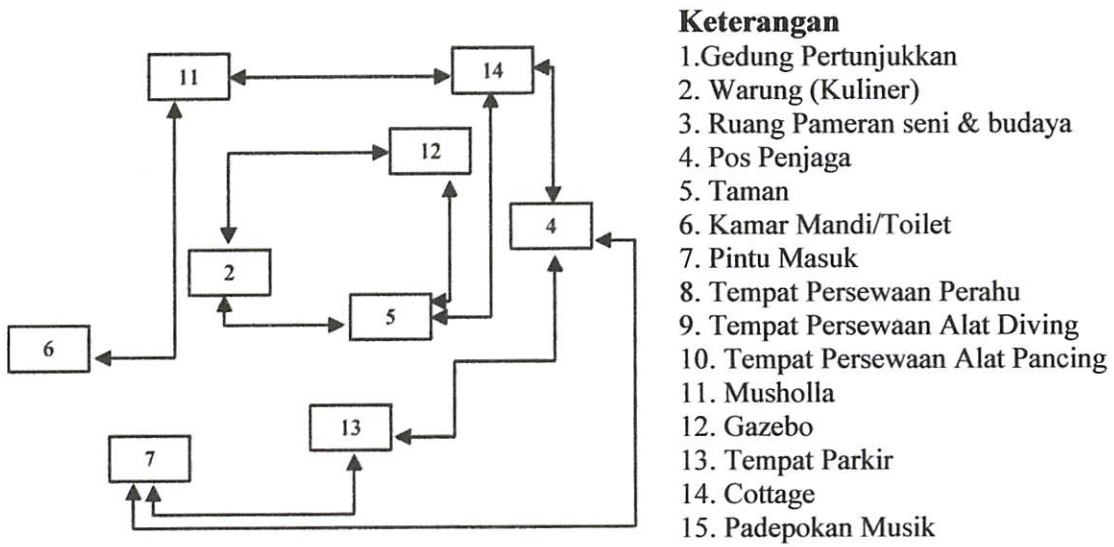 11
14
12
4
2
5
6
13
7
Keterangan
1.Gedung Pertunjukkan
2. Warung (Kuliner)
3. Ruang Pameran seni & budaya
4. Pos Penjaga
5. Taman
6. Kamar Mandi/Toilet
7. Pintu Masuk
8. Tempat Persewaan Perahu
9. Tempat Persewaan Alat Diving
10. Tempat Persewaan Alat Pancing
11. Musholla
12. Gazebo
13. Tempat Parkir
14. Cottage
15. Padepokan Musik